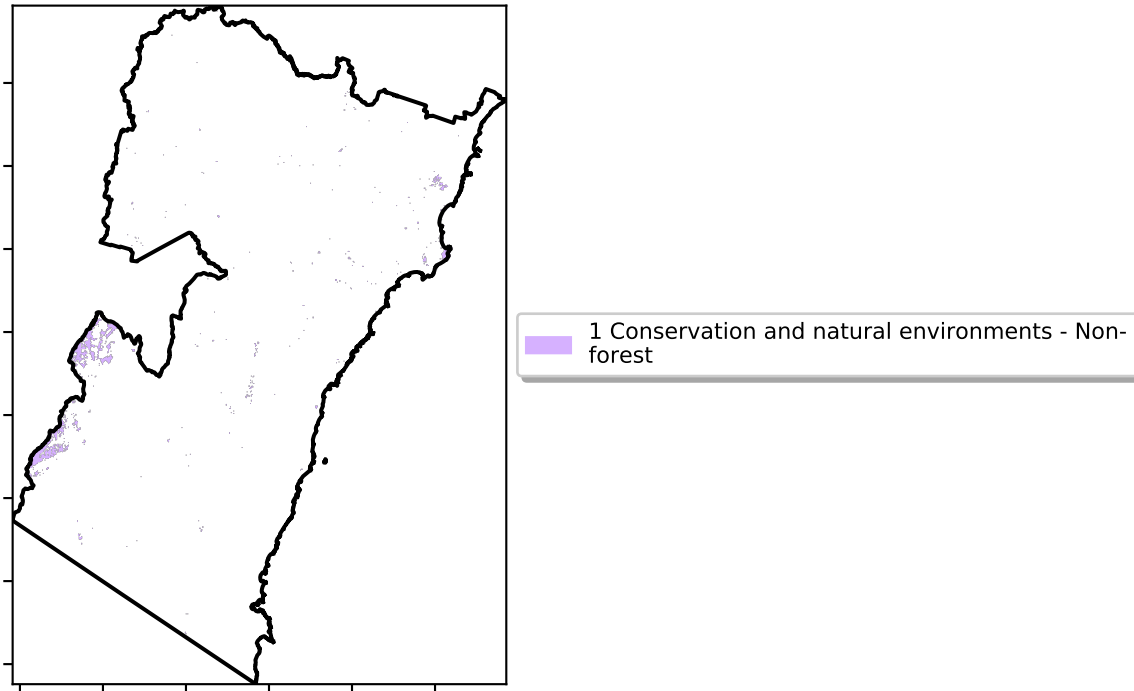 1 Conservation and natural environments - Non-
forest